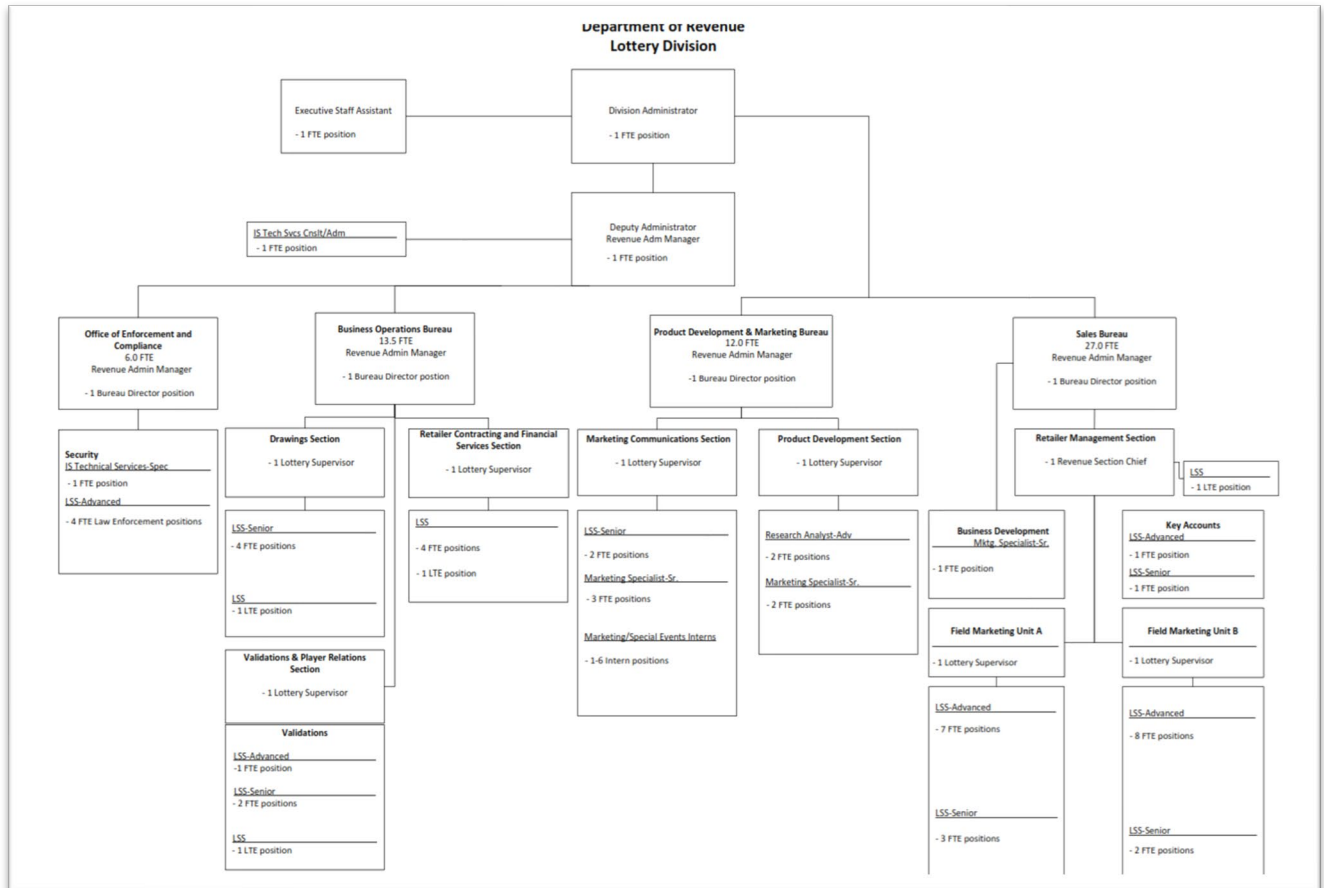 Department of Revenue
Lottery Division
Executive Staff Assistant
- 1 FTE position
Division Administrator
- 1 FTE position
IS Tech Svcs Cnslt/Adm
- 1 FTE position
Deputy Administrator
Revenue Adm Manager
- 1 FTE position
Office of Enforcement and
Compliance
6.0 FTE
Revenue Admin Manager
- 1 Bureau Director position
Business Operations Bureau
13.5 FTE
Revenue Admin Manager
- 1 Bureau Director postion
Product Development & Marketing Bureau
12.0 FTE
Revenue Admin Manager
-1 Bureau Director position
Sales Bureau
27.0 FTE
Revenue Admin Manager
- 1 Bureau Director position
Security
IS Technical Services-Spec
- 1 FTE position
LSS-Advanced
- 4 FTE Law Enforcement positions
Drawings Section
- 1 Lottery Supervisor
Retailer Contracting and Financial
Services Section
- 1 Lottery Supervisor
Marketing Communications Section
- 1 Lottery Supervisor
Product Development Section
- 1 Lottery Supervisor
Retailer Management Section
- 1 Revenue Section Chief
LSS
- 1 LTE position
LSS-Senior
- 4 FTE positions
LSS
- 1 LTE position
LSS
- 4 FTE positions
- 1 LTE position
LSS-Senior
- 2 FTE positions
Marketing Specialist-Sr.
- 3 FTE positions
Marketing/Special Events Interns
- 1-6 Intern positions
Research Analyst-Adv
- 2 FTE positions
Marketing Specialist-Sr.
- 2 FTE positions
Business Development
Mktg. Specialist-Sr.
- 1 FTE position
Key Accounts
LSS-Advanced
- 1 FTE position
LSS-Senior
- 1 FTE position
Validations & Player Relations
Section
- 1 Lottery Supervisor
Validations
LSS-Advanced
-1 FTE position
LSS-Senior
- 2 FTE positions
LSS
- 1 LTE position
Field Marketing Unit A
- 1 Lottery Supervisor
LSS-Advanced
- 7 FTE positions
LSS-Senior
- 3 FTE positions
Field Marketing Unit B
- 1 Lottery Supervisor
LSS-Advanced
- 8 FTE positions
LSS-Senior
- 2 FTE positions